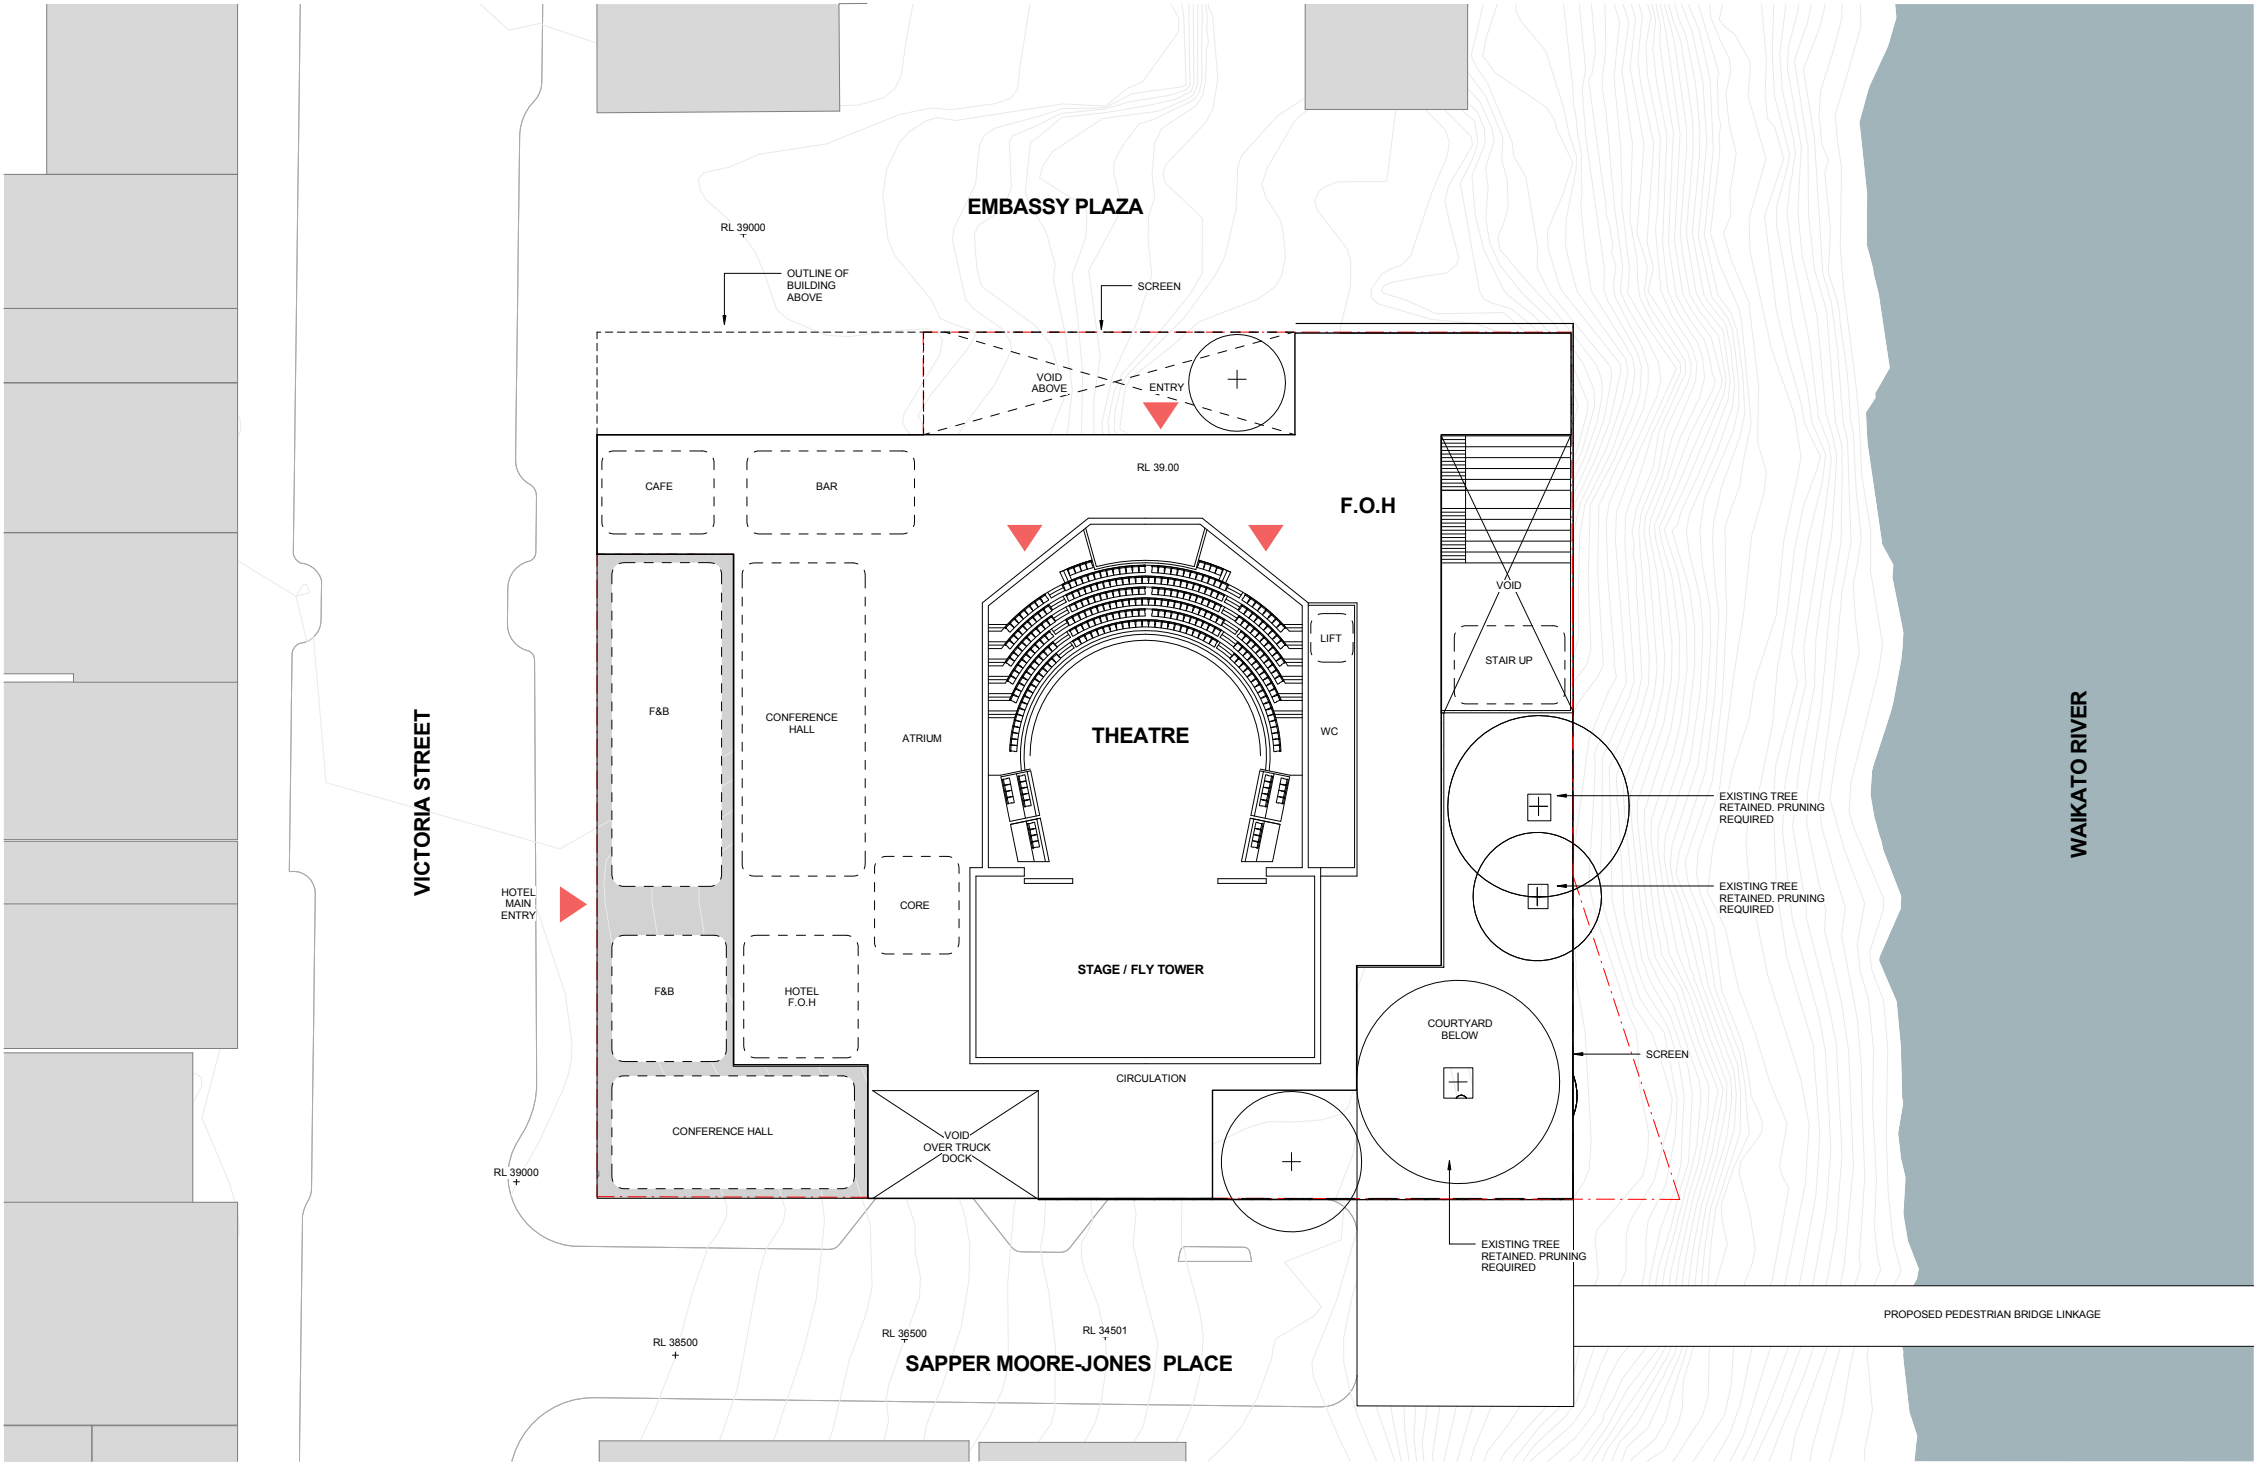 EMBASSY PLAZA
RL 39000
OUTLINE OF
BUILDING
ABOVE
SCREEN
VOID
ABOVE
ENTRY
RL 39.00
CAFE
BAR
F.O.H
VOID
LIFT
STAIR UP
F&B
CONFERENCE
HALL
ATRIUM
THEATRE
WC
VICTORIA STREET
WAIKATO RIVER
EXISTING TREE
RETAINED. PRUNING
REQUIRED
EXISTING TREE
RETAINED. PRUNING
REQUIRED
HOTEL
MAIN
ENTRY
CORE
STAGE / FLY TOWER
F&B
HOTEL
F.O.H
COURTYARD
BELOW
SCREEN
CIRCULATION
CONFERENCE HALL
VOID
OVER TRUCK
DOCK
RL 39000
EXISTING TREE
RETAINED. PRUNING
REQUIRED
PROPOSED PEDESTRIAN BRIDGE LINKAGE
RL 38500
RL 36500
RL 34501
SAPPER MOORE-JONES PLACE